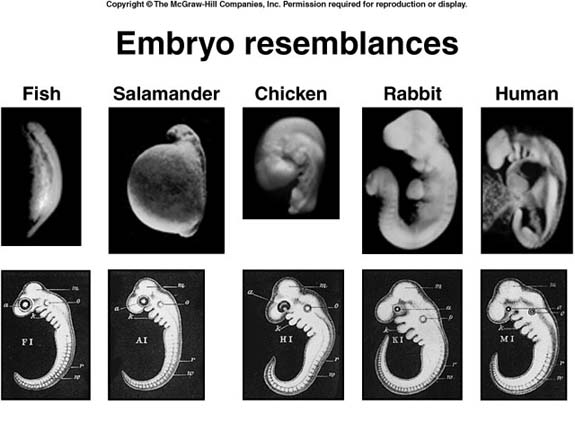 Copyright © The McGraw-Hill Companies, Inc. Permission required for reproduction or display.
Embryo resemblances
Fish Salamander Chicken Rabbit Human
m m m m m
a o a o a o a o o
k k k k k
FI AI HI KI MI
r r r r r
w w w w w